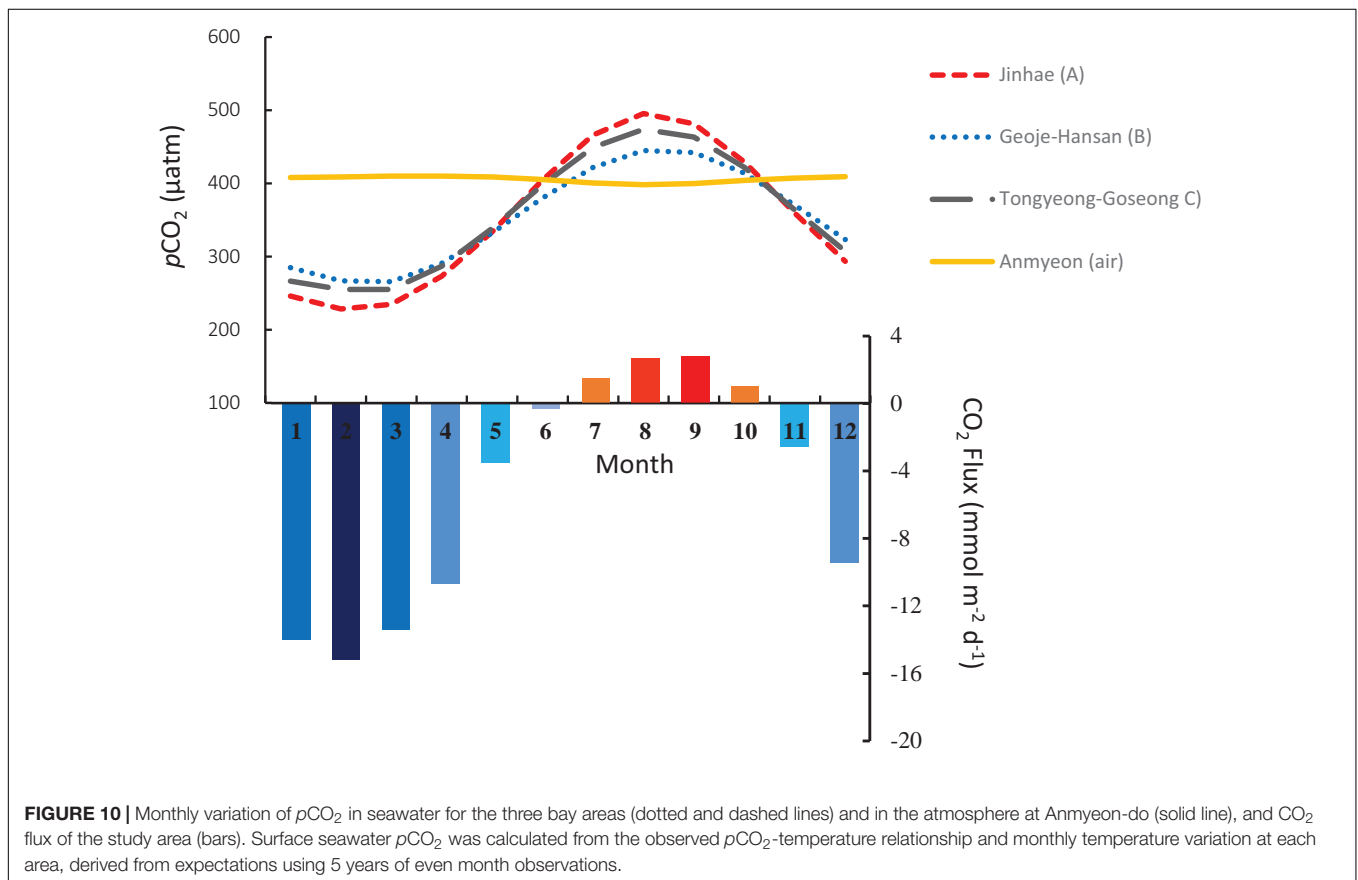 600
500
400
300
200
100
pCO₂ (µatm)
Jinhae (A)
Geoje-Hansan (B)
Tongyeong-Goseong C)
Anmyeon (air)
1 2 3 4 5 6 7 8 9 10 11 12
Month
4
0
-4
-8
-12
-16
-20
CO₂ Flux (mmol m⁻² d⁻¹)
FIGURE 10 | Monthly variation of pCO₂ in seawater for the three bay areas (dotted and dashed lines) and in the atmosphere at Anmyeon-do (solid line), and CO₂
flux of the study area (bars). Surface seawater pCO₂ was calculated from the observed pCO₂-temperature relationship and monthly temperature variation at each
area, derived from expectations using 5 years of even month observations.